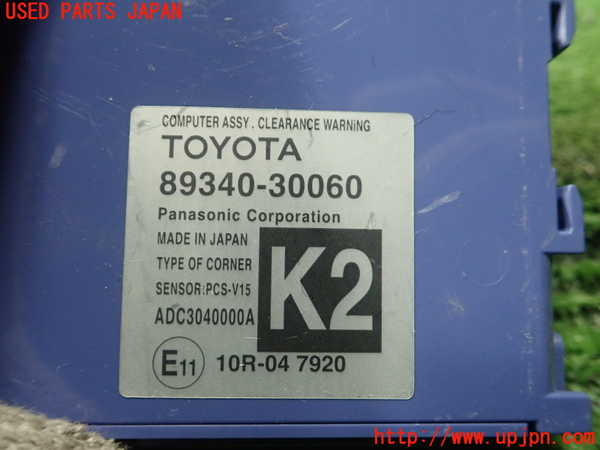 USED PARTS JAPAN
COMPUTER ASSY. CLEARANCE WARNING
TOYOTA
89340-30060
Panasonic Corporation
MADE IN JAPAN
TYPE OF CORNER
SENSOR:PCS-V15
ADC3040000A
K2
E11 10R-04 7920
http://www.upjpn.com/